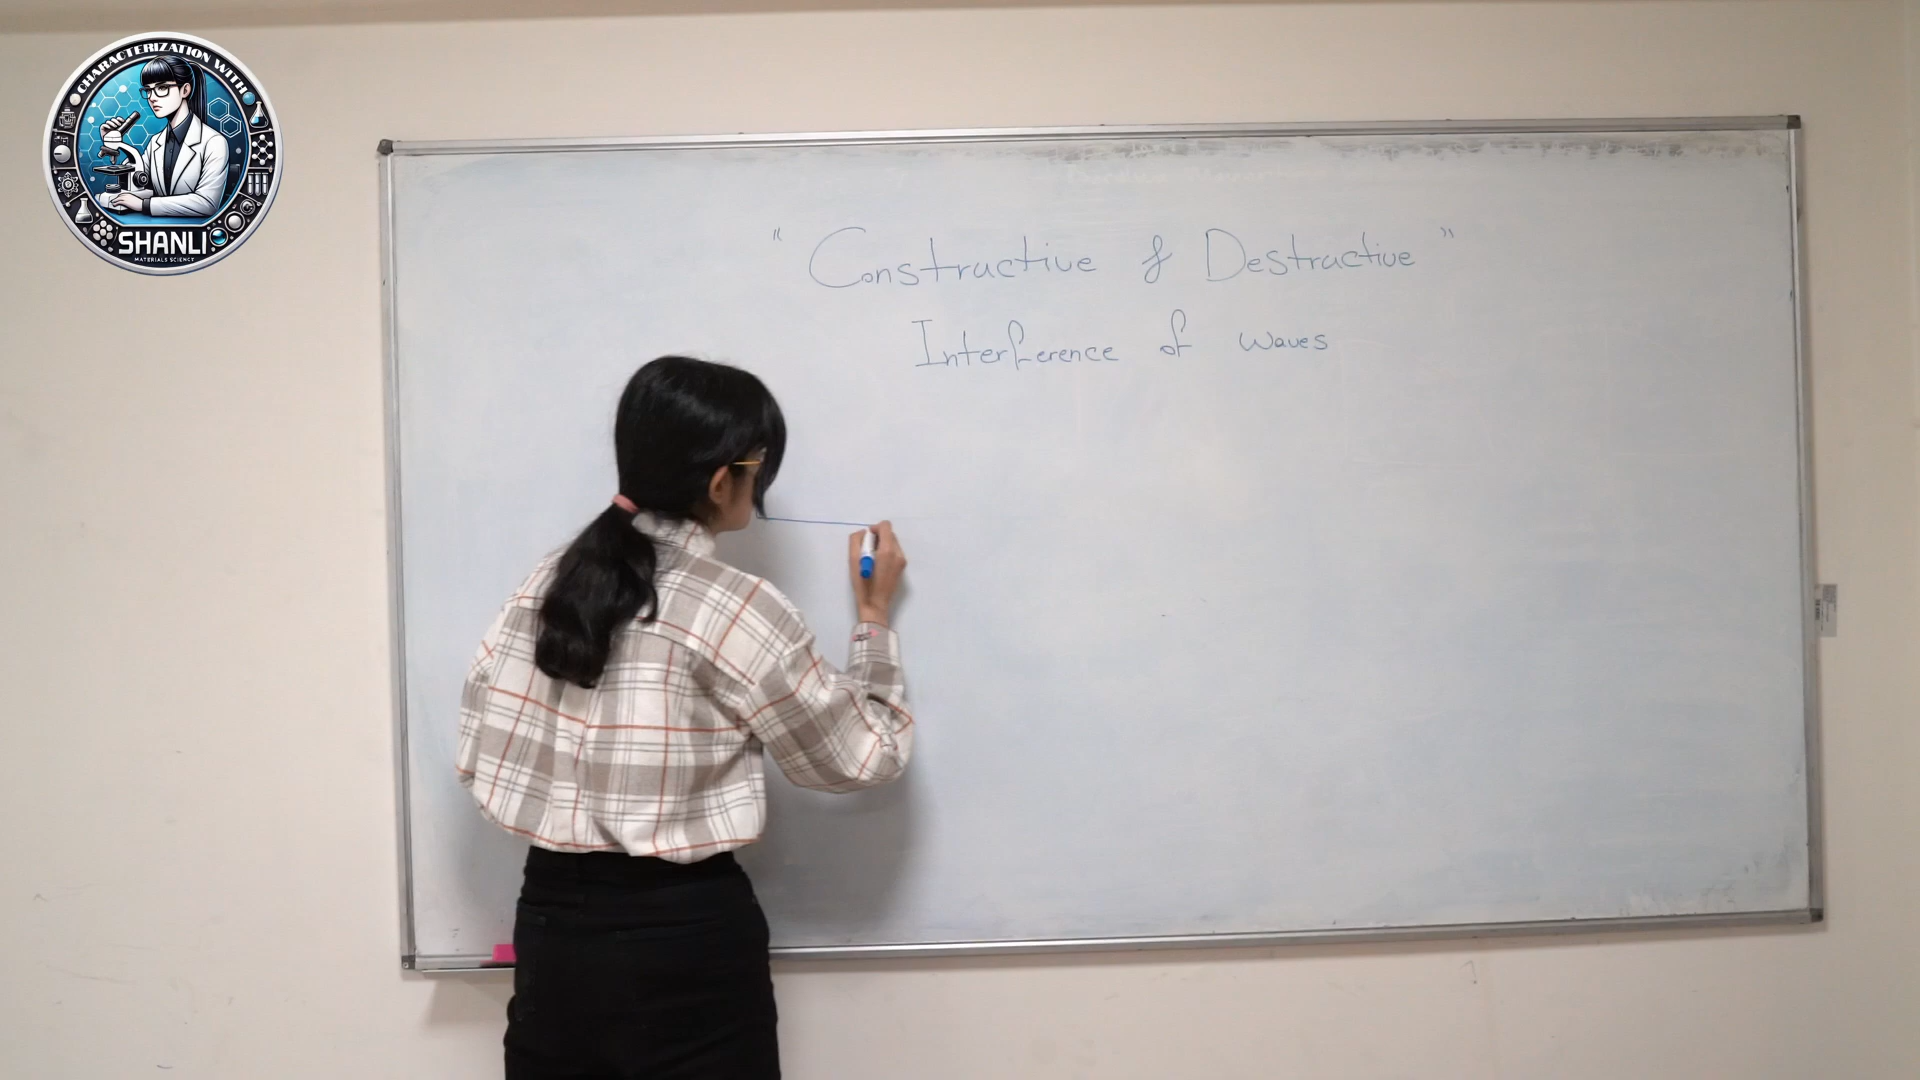 CHARACTERIZATION WITH
SHANLI
MATERIALS SCIENCE
" Constructive & Destructive "
Interference of waves